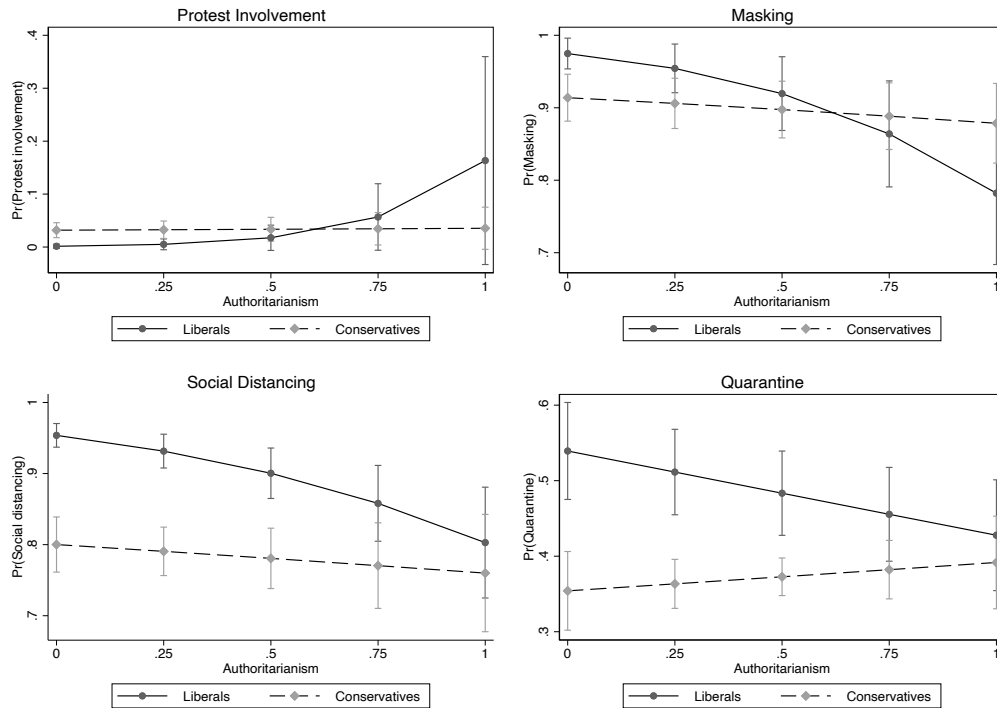 Protest Involvement
Pr(Protest involvement)
.4
.3
.2
.1
0
0 .25 .5 .75 1
Authoritarianism
Liberals Conservatives
Masking
Pr(Masking)
1
.9
.8
.7
0 .25 .5 .75 1
Authoritarianism
Liberals Conservatives
Social Distancing
Pr(Social distancing)
1
.9
.8
.7
0 .25 .5 .75 1
Authoritarianism
Liberals Conservatives
Quarantine
Pr(Quarantine)
.6
.5
.4
.3
0 .25 .5 .75 1
Authoritarianism
Liberals Conservatives